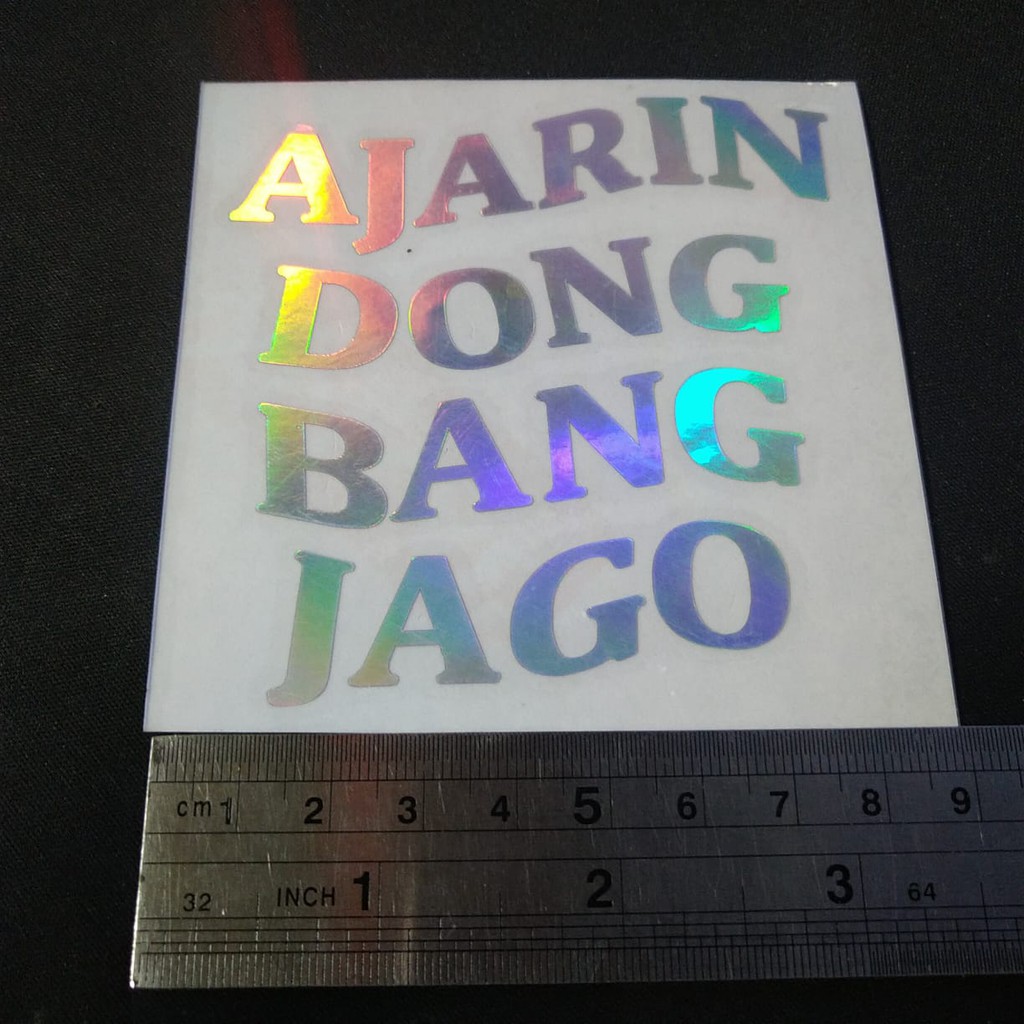 AJARIN
DONG
BANG
JAGO
cm 1 2 3 4 5 6 7 8 9
32 INCH 1 2 3 64